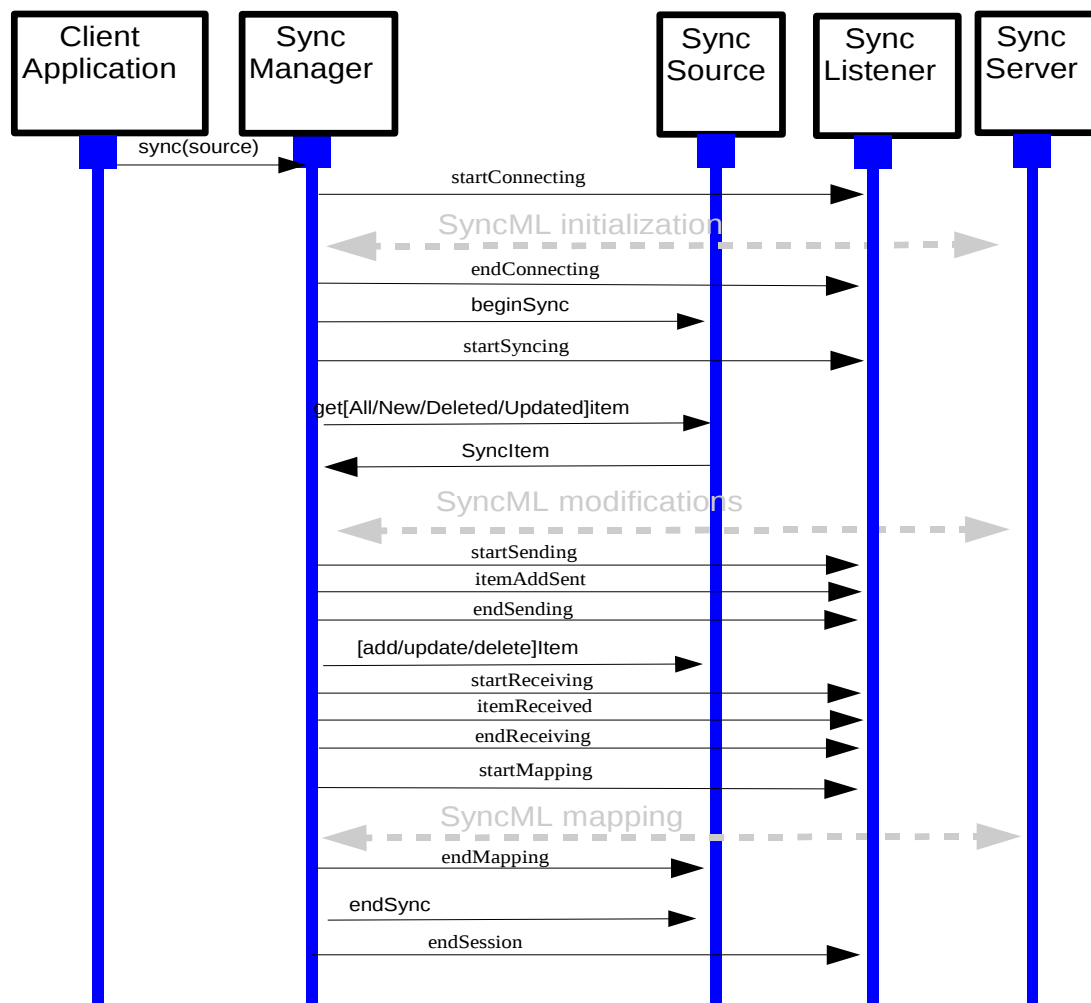 Client
Application
Sync
Manager
Sync
Source
Sync
Listener
Sync
Server
sync(source)
startConnecting
SyncML initialization
endConnecting
beginSync
startSyncing
get[All/New/Deleted/Updated]item
SyncItem
SyncML modifications
startSending
itemAddSent
endSending
[add/update/delete]Item
startReceiving
itemReceived
endReceiving
startMapping
SyncML mapping
endMapping
endSync
endSession